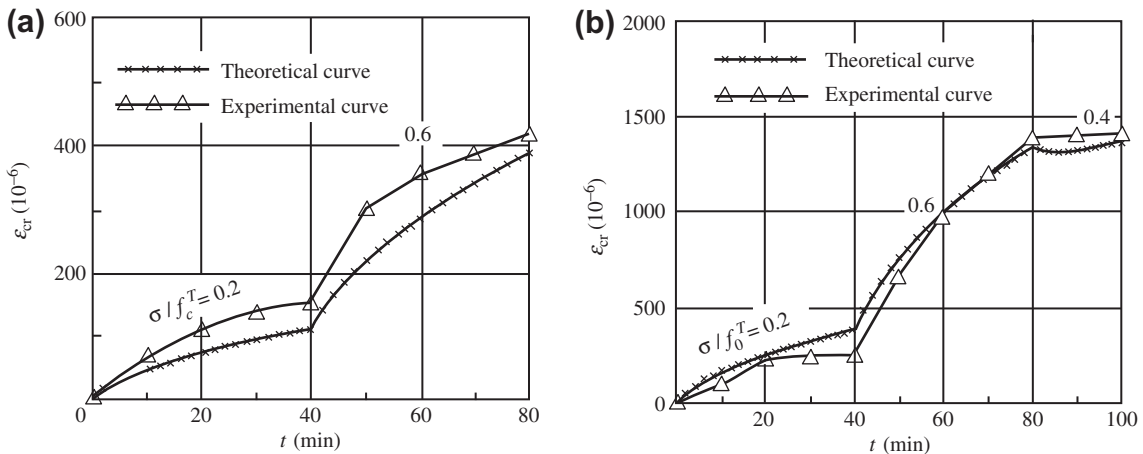 (a)
600
400
200
0
ε_cr (10⁻⁶)
Theoretical curve
Experimental curve
0.6
σ / f_c^T = 0.2
0 20 40 60 80
t (min)
(b)
2000
1500
1000
500
0
ε_cr (10⁻⁶)
Theoretical curve
Experimental curve
0.4
0.6
σ / f_0^T = 0.2
0 20 40 60 80 100
t (min)